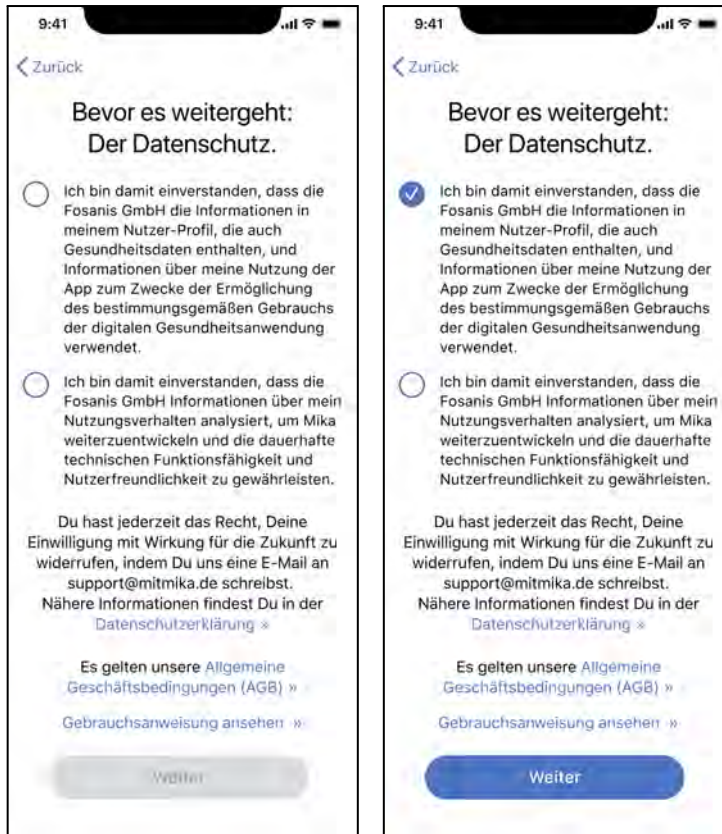 9:41
Zurück
Bevor es weitergeht:
Der Datenschutz.
Ich bin damit einverstanden, dass die
Fosanis GmbH die Informationen in
meinem Nutzer-Profil, die auch
Gesundheitsdaten enthalten, und
Informationen über meine Nutzung der
App zum Zwecke der Ermöglichung
des bestimmungsgemäßen Gebrauchs
der digitalen Gesundheitsanwendung
verwendet.
Ich bin damit einverstanden, dass die
Fosanis GmbH Informationen über mein
Nutzungsverhalten analysiert, um Mika
weiterzuentwickeln und die dauerhafte
technischen Funktionsfähigkeit und
Nutzerfreundlichkeit zu gewährleisten.
Du hast jederzeit das Recht, Deine
Einwilligung mit Wirkung für die Zukunft zu
widerrufen, indem Du uns eine E-Mail an
support@mitmika.de schreibst.
Nähere Informationen findest Du in der
Datenschutzerklärung »
Es gelten unsere Allgemeine
Geschäftsbedingungen (AGB) »
Gebrauchsanweisung ansehen »
Weiter
9:41
Zurück
Bevor es weitergeht:
Der Datenschutz.
Ich bin damit einverstanden, dass die
Fosanis GmbH die Informationen in
meinem Nutzer-Profil, die auch
Gesundheitsdaten enthalten, und
Informationen über meine Nutzung der
App zum Zwecke der Ermöglichung
des bestimmungsgemäßen Gebrauchs
der digitalen Gesundheitsanwendung
verwendet.
Ich bin damit einverstanden, dass die
Fosanis GmbH Informationen über mein
Nutzungsverhalten analysiert, um Mika
weiterzuentwickeln und die dauerhafte
technischen Funktionsfähigkeit und
Nutzerfreundlichkeit zu gewährleisten.
Du hast jederzeit das Recht, Deine
Einwilligung mit Wirkung für die Zukunft zu
widerrufen, indem Du uns eine E-Mail an
support@mitmika.de schreibst.
Nähere Informationen findest Du in der
Datenschutzerklärung »
Es gelten unsere Allgemeine
Geschäftsbedingungen (AGB) »
Gebrauchsanweisung ansehen »
Weiter